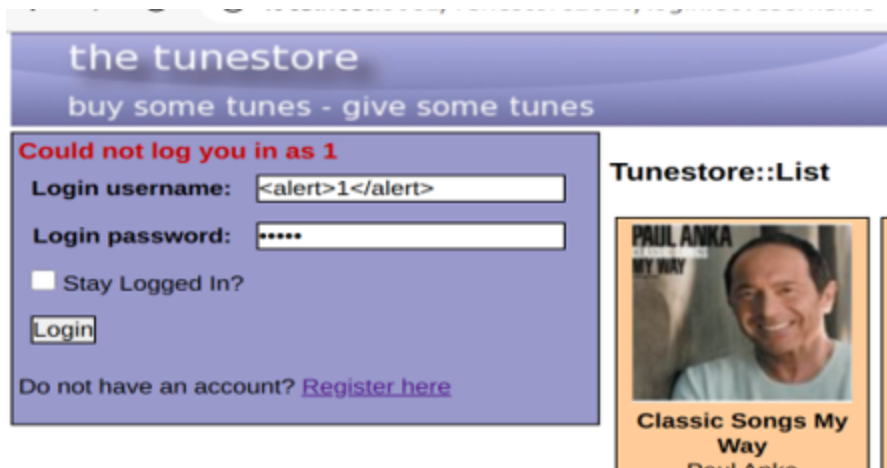 the tunestore
buy some tunes - give some tunes
Could not log you in as 1
Login username: <alert>1</alert>
Login password: •••••
Stay Logged In?
Login
Do not have an account? Register here
Tunestore::List
PAUL ANKA
MY WAY
Classic Songs My
Way
Paul Anka